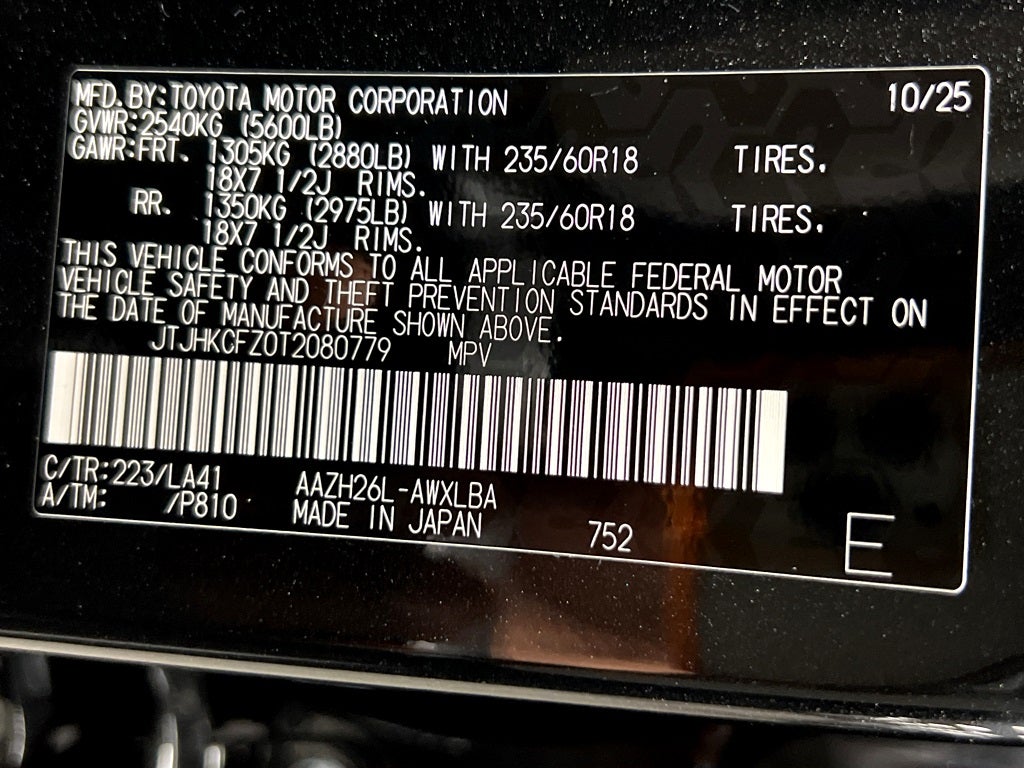 MFD.BY:TOYOTA MOTOR CORPORATION 10/25
GVWR:2540KG (5600LB)
GAWR:FRT. 1305KG (2880LB) WITH 235/60R18 TIRES.
18X7 1/2J RIMS.
RR. 1350KG (2975LB) WITH 235/60R18 TIRES.
18X7 1/2J RIMS.
THIS VEHICLE CONFORMS TO ALL APPLICABLE FEDERAL MOTOR
VEHICLE SAFETY AND THEFT PREVENTION STANDARDS IN EFFECT ON
THE DATE OF MANUFACTURE SHOWN ABOVE.
JTJHKCFZ0T2080779 MPV
C/TR:223/LA41 AAZH26L-AWXLBA
A/TM: /P810 MADE IN JAPAN 752 E